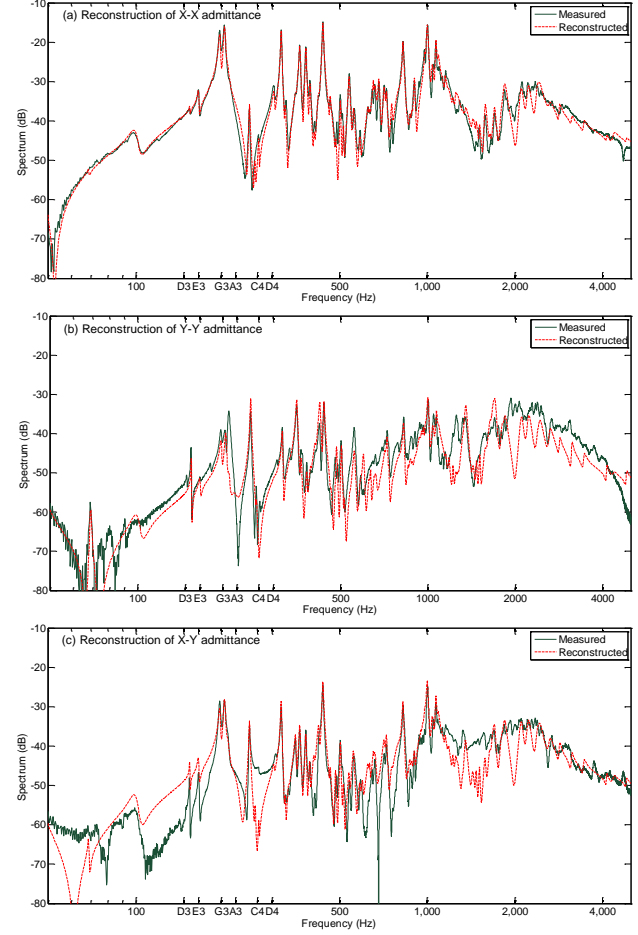 -10
(a) Reconstruction of X-X admittance
Measured
Reconstructed
-20
-30
-40
-50
-60
-70
-80
Spectrum (dB)
100 D3 E3 G3 A3 C4 D4 500 1,000 2,000 4,000
Frequency (Hz)
-10
(b) Reconstruction of Y-Y admittance
Measured
Reconstructed
-20
-30
-40
-50
-60
-70
-80
Spectrum (dB)
100 D3 E3 G3 A3 C4 D4 500 1000 2000 4000
Frequency (Hz)
-10
(c) Reconstruction of X-Y admittance
Measured
Reconstructed
-20
-30
-40
-50
-60
-70
-80
Spectrum (dB)
100 D3 E3 G3 A3 C4 D4 500 1,000 2,000 4,000
Frequency (Hz)